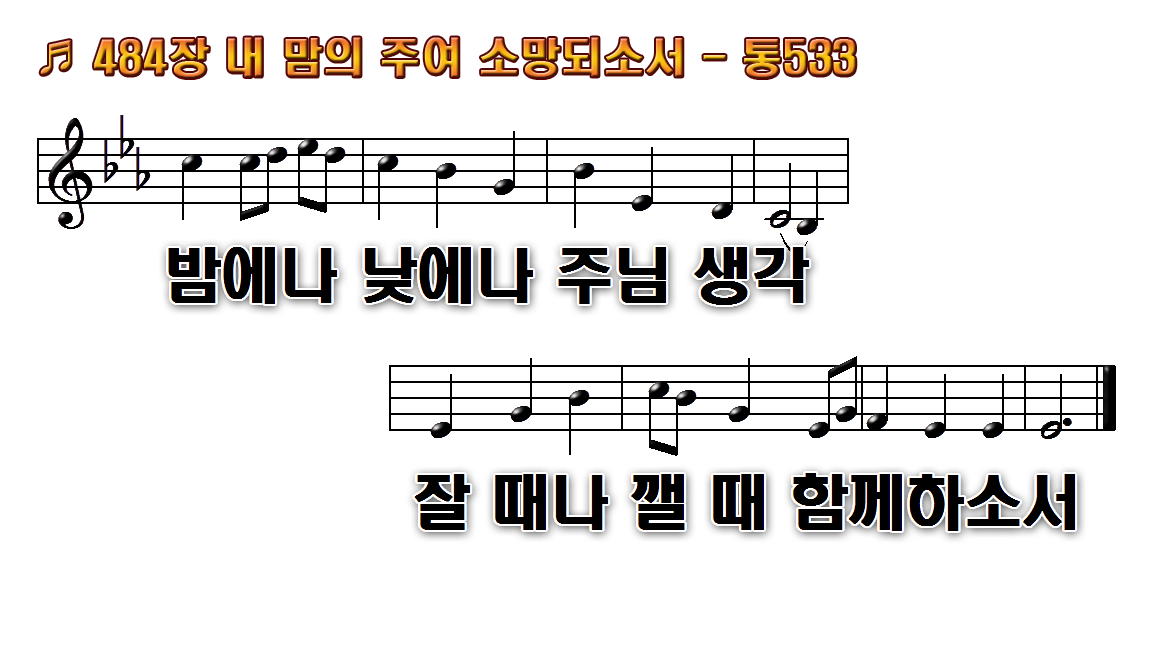 ♬ 484장 내 맘의 주여 소망되소서 - 통533
밤에나 낮에나 주님 생각
잘 때나 깰 때 함께하소서